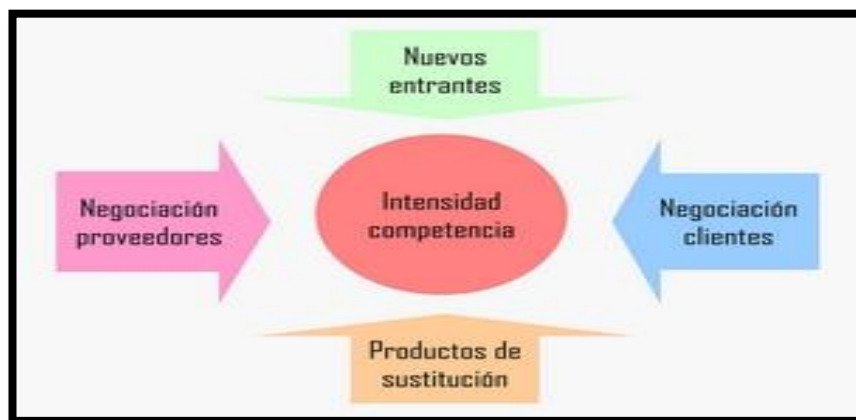 Nuevos
entrantes
Negociación
proveedores
Intensidad
competencia
Negociación
clientes
Productos de
sustitución